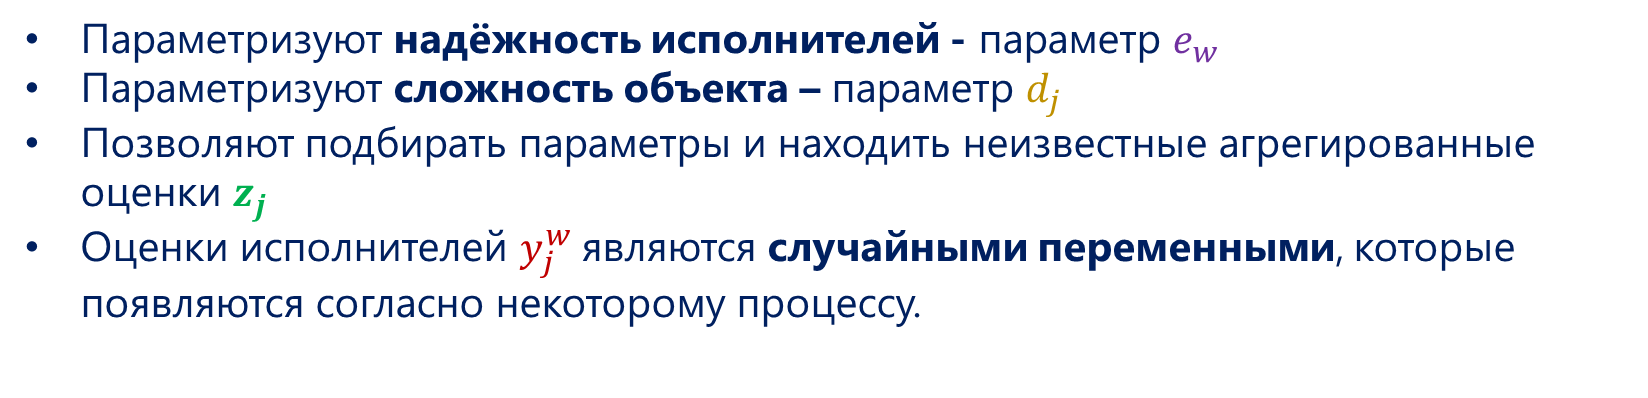 • Параметризуют надёжность исполнителей - параметр e_w
• Параметризуют сложность объекта – параметр d_j
• Позволяют подбирать параметры и находить неизвестные агрегированные
оценки z_j
• Оценки исполнителей y_j^w являются случайными переменными, которые
появляются согласно некоторому процессу.